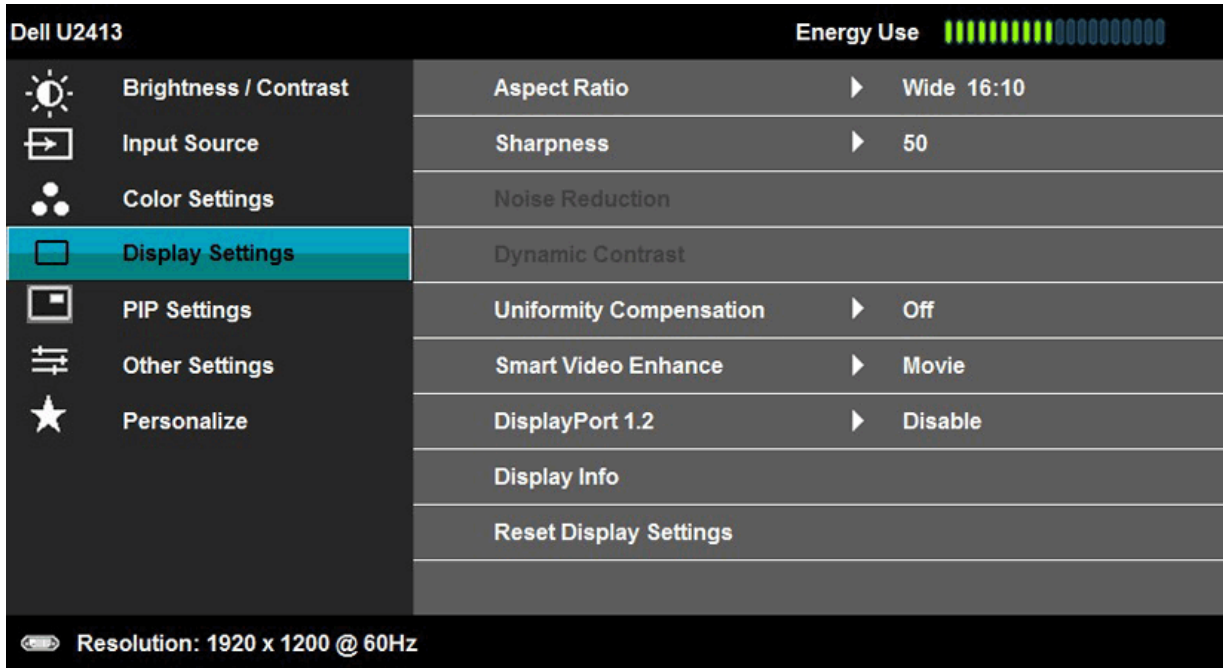 Dell U2413 Energy Use
Brightness / Contrast Aspect Ratio Wide 16:10
Input Source Sharpness 50
Color Settings Noise Reduction
Display Settings Dynamic Contrast
PIP Settings Uniformity Compensation Off
Other Settings Smart Video Enhance Movie
Personalize DisplayPort 1.2 Disable
Display Info
Reset Display Settings
Resolution: 1920 x 1200 @ 60Hz